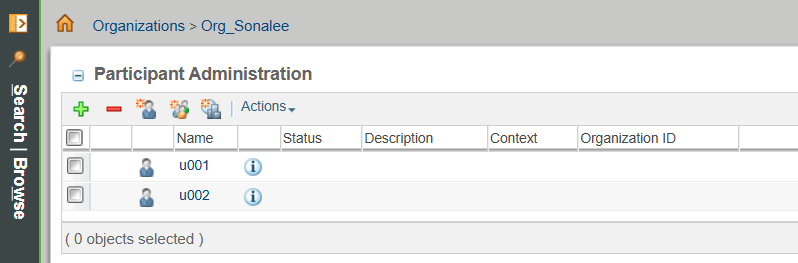 Organizations > Org_Sonalee
Search | Browse
Participant Administration
Actions
Name Status Description Context Organization ID
u001
u002
( 0 objects selected )